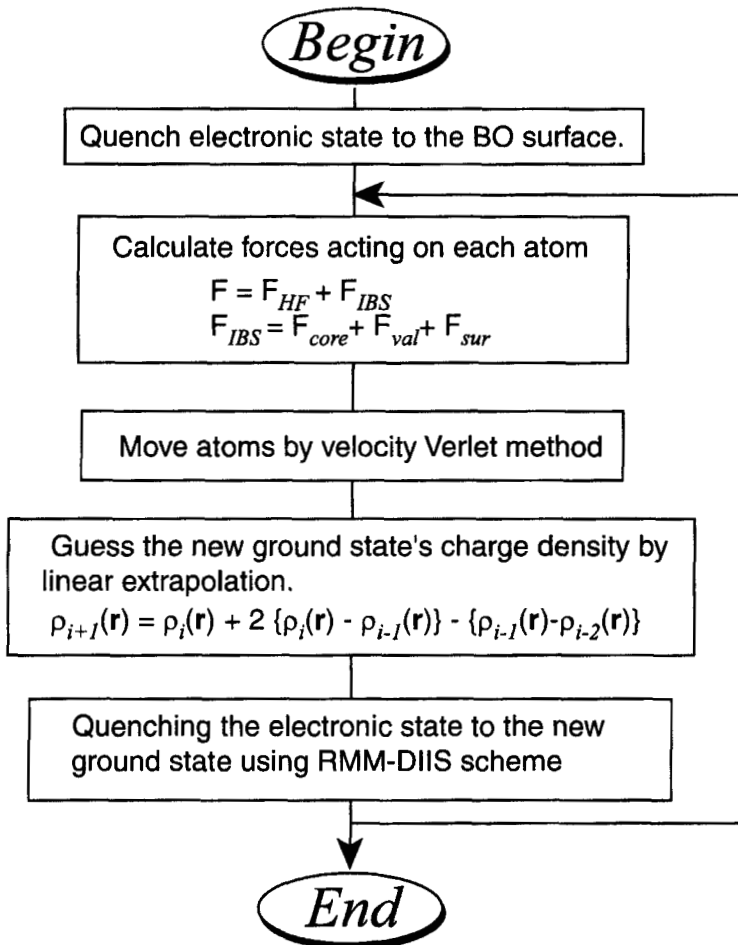 Begin
Quench electronic state to the BO surface.
Calculate forces acting on each atom
F = F_HF + F_IBS
F_IBS = F_core + F_val + F_sur
Move atoms by velocity Verlet method
Guess the new ground state's charge density by
linear extrapolation.
ρ_i+1(r) = ρ_i(r) + 2 {ρ_i(r) - ρ_i-1(r)} - {ρ_i-1(r)-ρ_i-2(r)}
Quenching the electronic state to the new
ground state using RMM-DIIS scheme
End